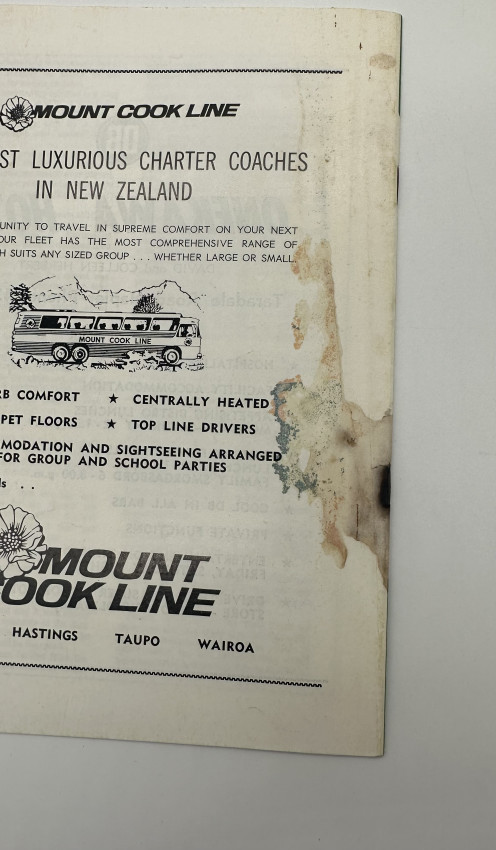 MOUNT COOK LINE
ST LUXURIOUS CHARTER COACHES
IN NEW ZEALAND
UNITY TO TRAVEL IN SUPREME COMFORT ON YOUR NEXT
OUR FLEET HAS THE MOST COMPREHENSIVE RANGE OF
H SUITS ANY SIZED GROUP . . . WHETHER LARGE OR SMALL.
MOUNT COOK LINE
RB COMFORT ★ CENTRALLY HEATED
PET FLOORS ★ TOP LINE DRIVERS
MODATION AND SIGHTSEEING ARRANGED
FOR GROUP AND SCHOOL PARTIES
ls . .
MOUNT
COOK LINE
HASTINGS TAUPO WAIROA